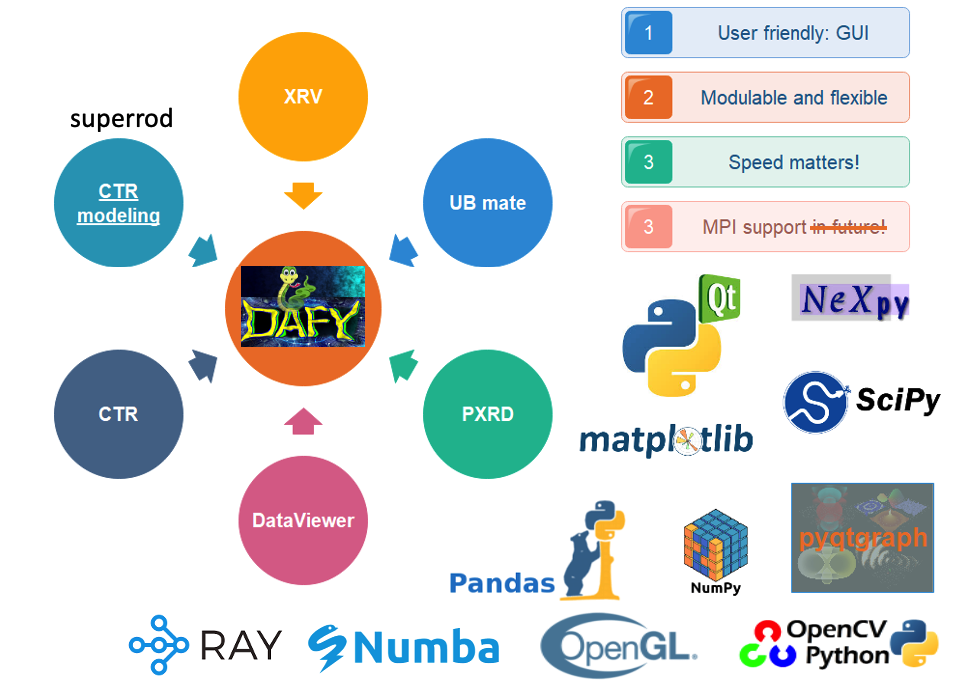 XRV
superrod
CTR
modeling
UB mate
DAFY
CTR
PXRD
DataViewer
1 User friendly: GUI
2 Modulable and flexible
3 Speed matters!
3 MPI support in future!
Qt
NeXpy
SciPy
matplotlib
Pandas
NumPy
pyqtgraph
RAY
Numba
OpenGL®
OpenCV
Python